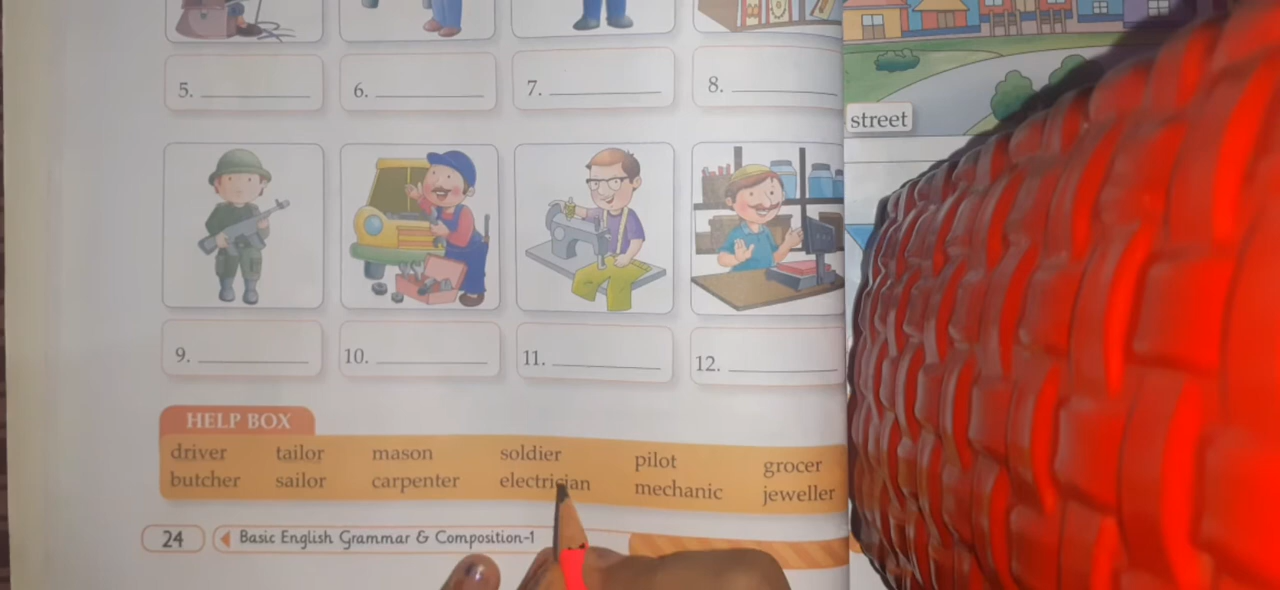 5. ____________ 6. ____________ 7. ____________ 8. ____________
street
9. ____________ 10. ____________ 11. ____________ 12. ____________
HELP BOX
driver tailor mason soldier pilot grocer
butcher sailor carpenter electrician mechanic jeweller
24 Basic English Grammar & Composition-1